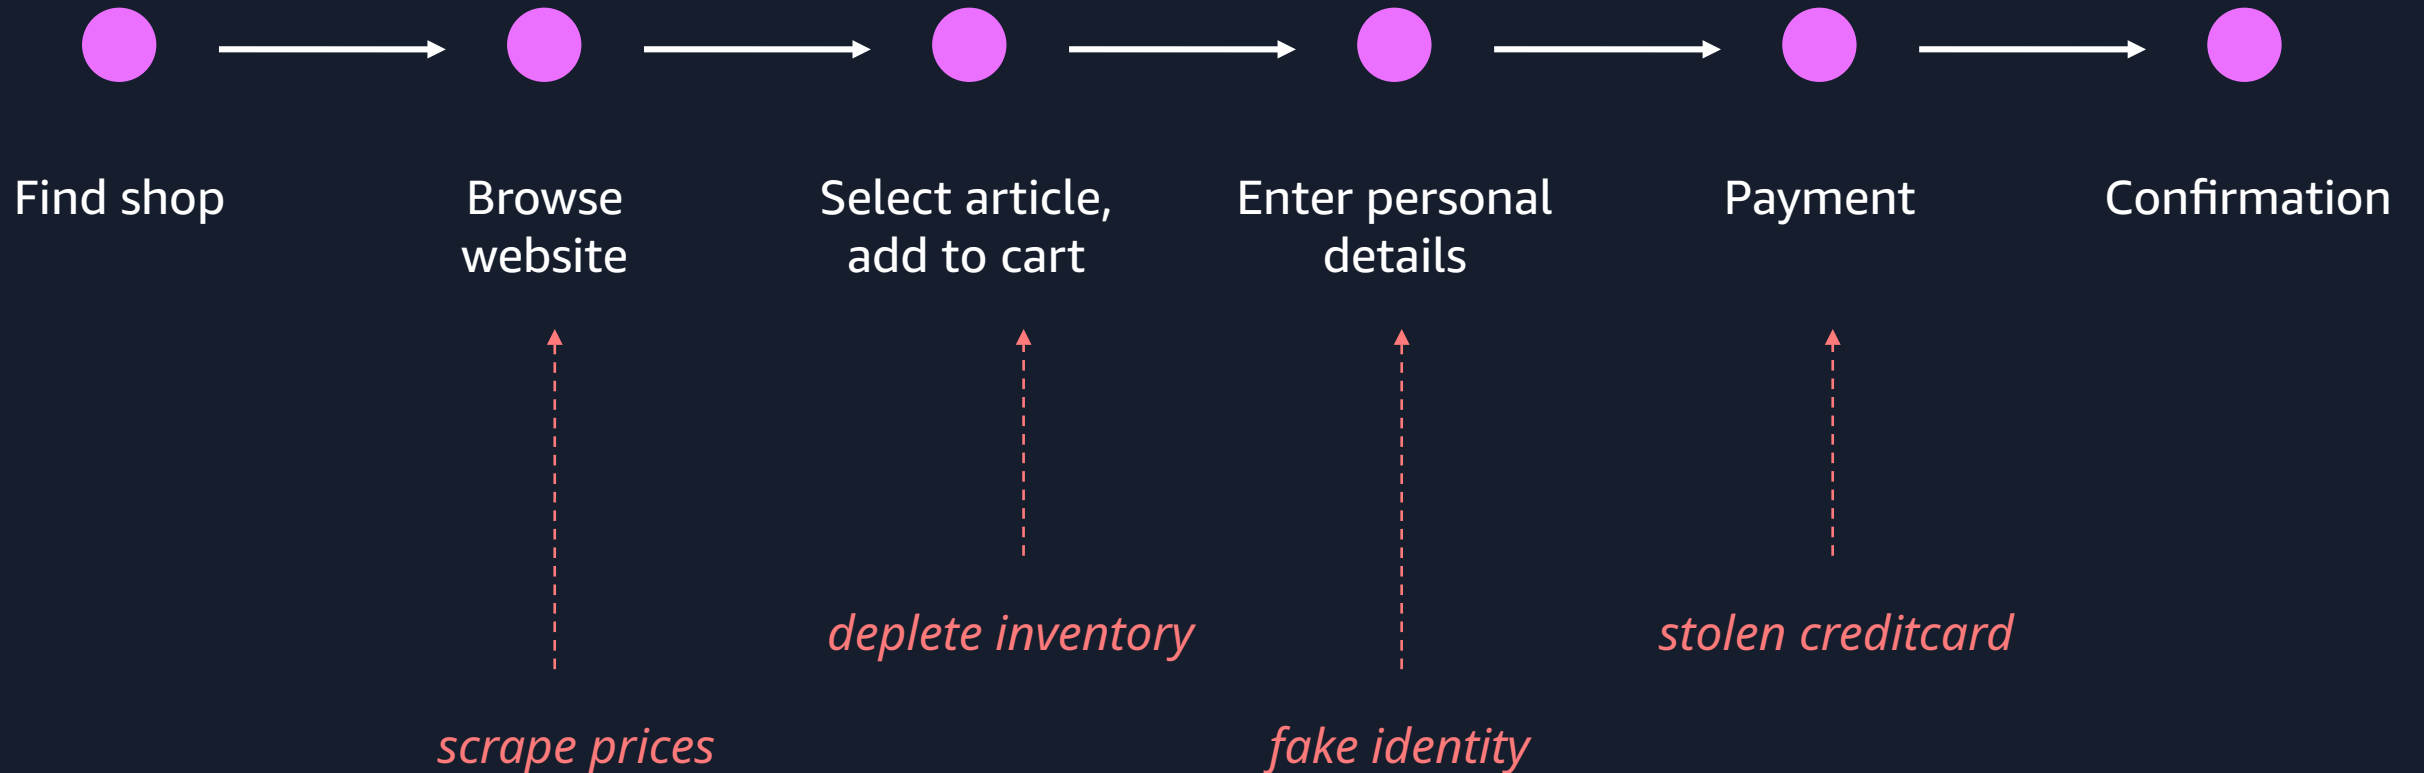 Find shop
Browse
website
Select article,
add to cart
Enter personal
details
Payment
Confirmation
deplete inventory
stolen creditcard
scrape prices
fake identity